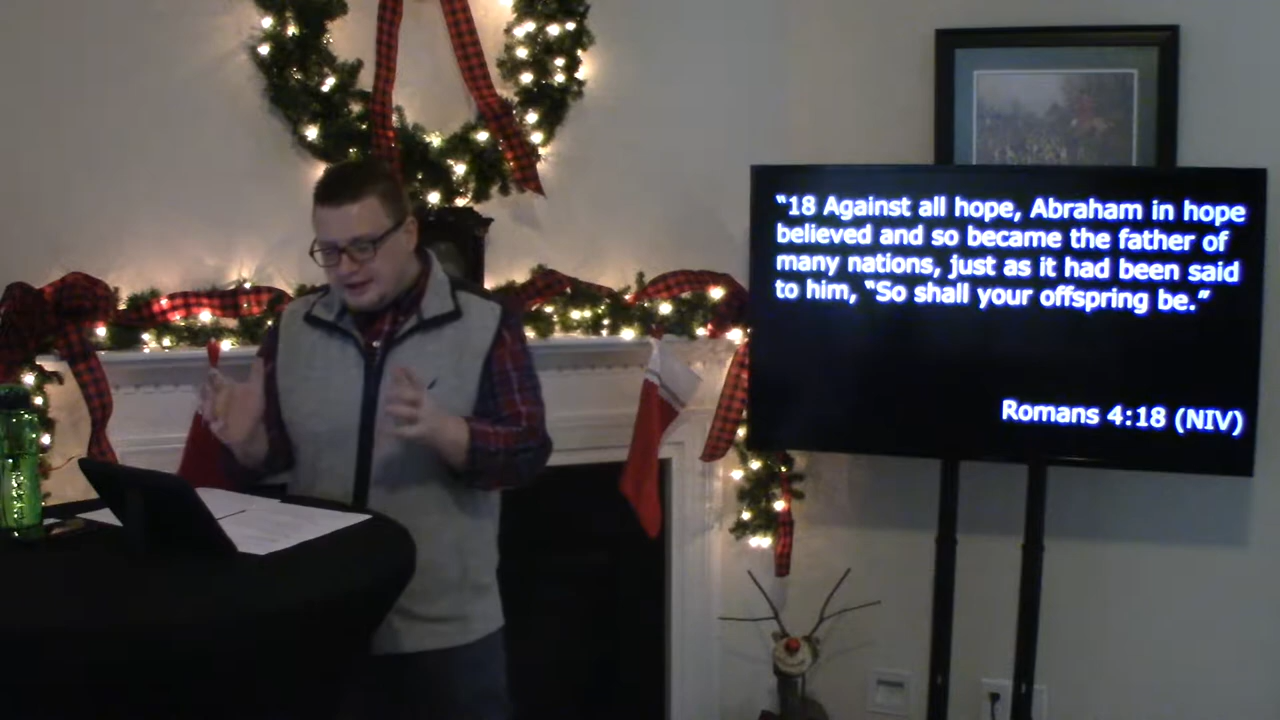 “18 Against all hope, Abraham in hope
believed and so became the father of
many nations, just as it had been said
to him, “So shall your offspring be.”
Romans 4:18 (NIV)